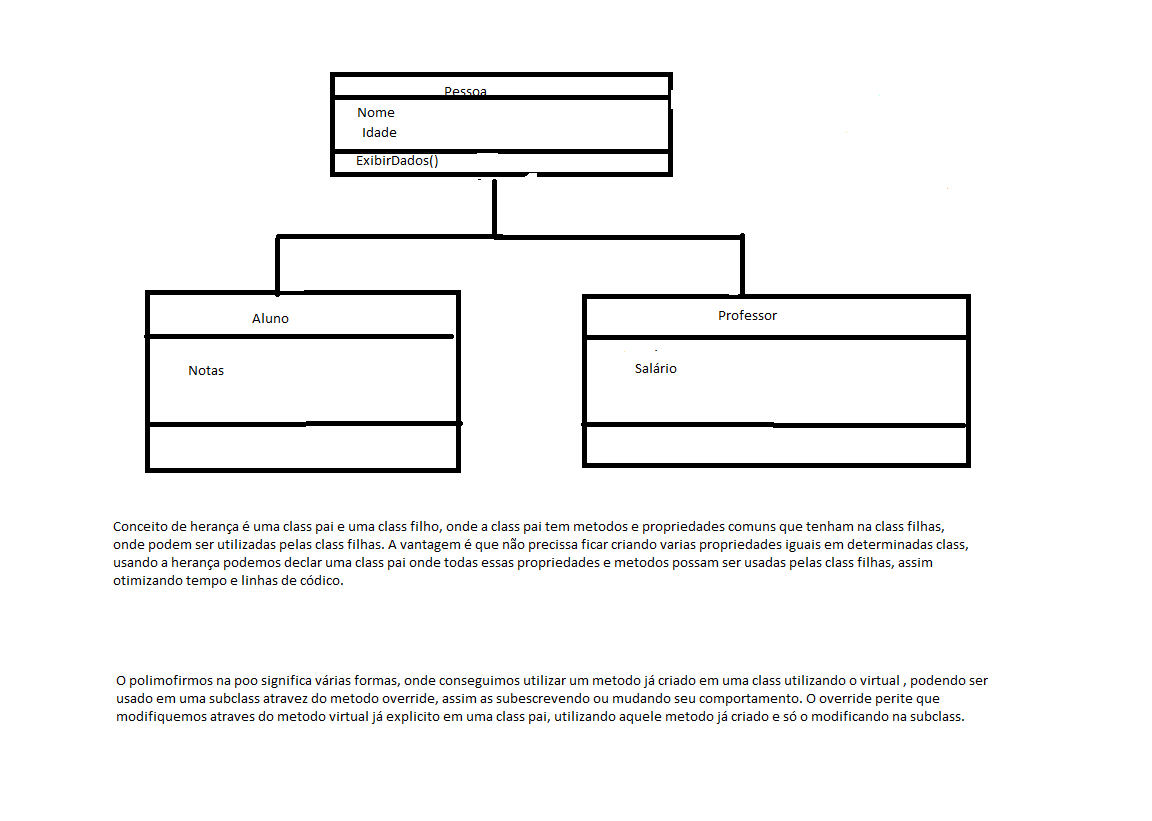 Pessoa
Nome
Idade
ExibirDados()
Aluno
Notas
Professor
Salário
Conceito de herança é uma class pai e uma class filho, onde a class pai tem metodos e propriedades comuns que tenham na class filhas,
onde podem ser utilizadas pelas class filhas. A vantagem é que não precissa ficar criando varias propriedades iguais em determinadas class,
usando a herança podemos declar uma class pai onde todas essas propriedades e metodos possam ser usadas pelas class filhas, assim
otimizando tempo e linhas de códico.
O polimofirmos na poo significa várias formas, onde conseguimos utilizar um metodo já criado em uma class utilizando o virtual , podendo ser
usado em uma subclass atravez do metodo override, assim as subescrevendo ou mudando seu comportamento. O override perite que
modifiquemos atraves do metodo virtual já explicito em uma class pai, utilizando aquele metodo já criado e só o modificando na subclass.